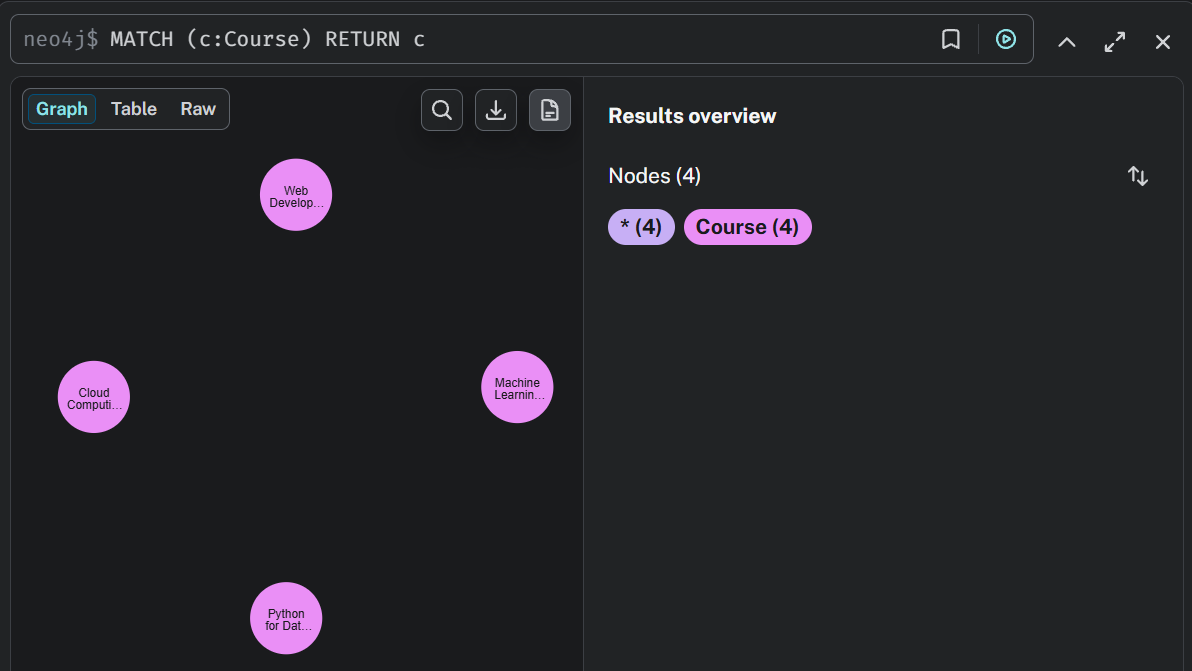 neo4j$ MATCH (c:Course) RETURN c
Graph Table Raw
Results overview
Nodes (4)
* (4) Course (4)
Web
Develop...
Cloud
Computi...
Machine
Learnin...
Python
for Dat...